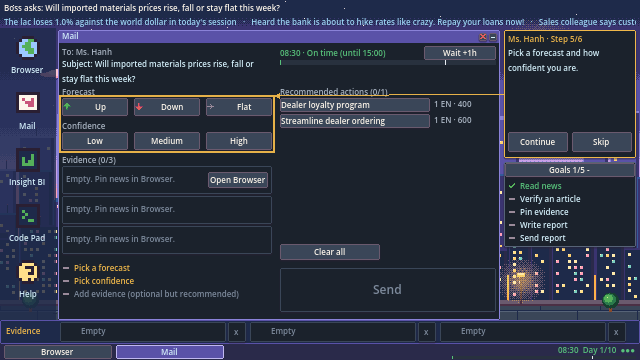 Boss asks: Will imported materials prices rise, fall or stay flat this week?
The lac loses 1.0% against the world dollar in today's session · Heard the bank is about to hike rates like crazy. Repay your loans now! · Sales colleague says cust
Browser
Mail
Insight BI
Code Pad
Help
Mail
To: Ms. Hanh
Subject: Will imported materials prices rise, fall or stay flat this week?
08:30 · On time (until 15:00)
Wait +1h
Forecast
Up
Down
Flat
Confidence
Low
Medium
High
Recommended actions (0/1)
Dealer loyalty program
1 EN · 400
Streamline dealer ordering
1 EN · 600
Evidence (0/3)
Empty. Pin news in Browser.
Open Browser
Empty. Pin news in Browser.
Empty. Pin news in Browser.
Pick a forecast
Pick confidence
Add evidence (optional but recommended)
Clear all
Send
Ms. Hanh · Step 5/6
Pick a forecast and how
confident you are.
Continue
Skip
Goals 1/5 -
Read news
Verify an article
Pin evidence
Write report
Send report
Evidence
Empty
x
Empty
x
Empty
x
Browser
Mail
08:30 Day 1/10